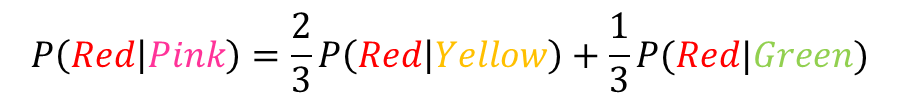 P(Red|Pink) = 2/3 P(Red|Yellow) + 1/3 P(Red|Green)